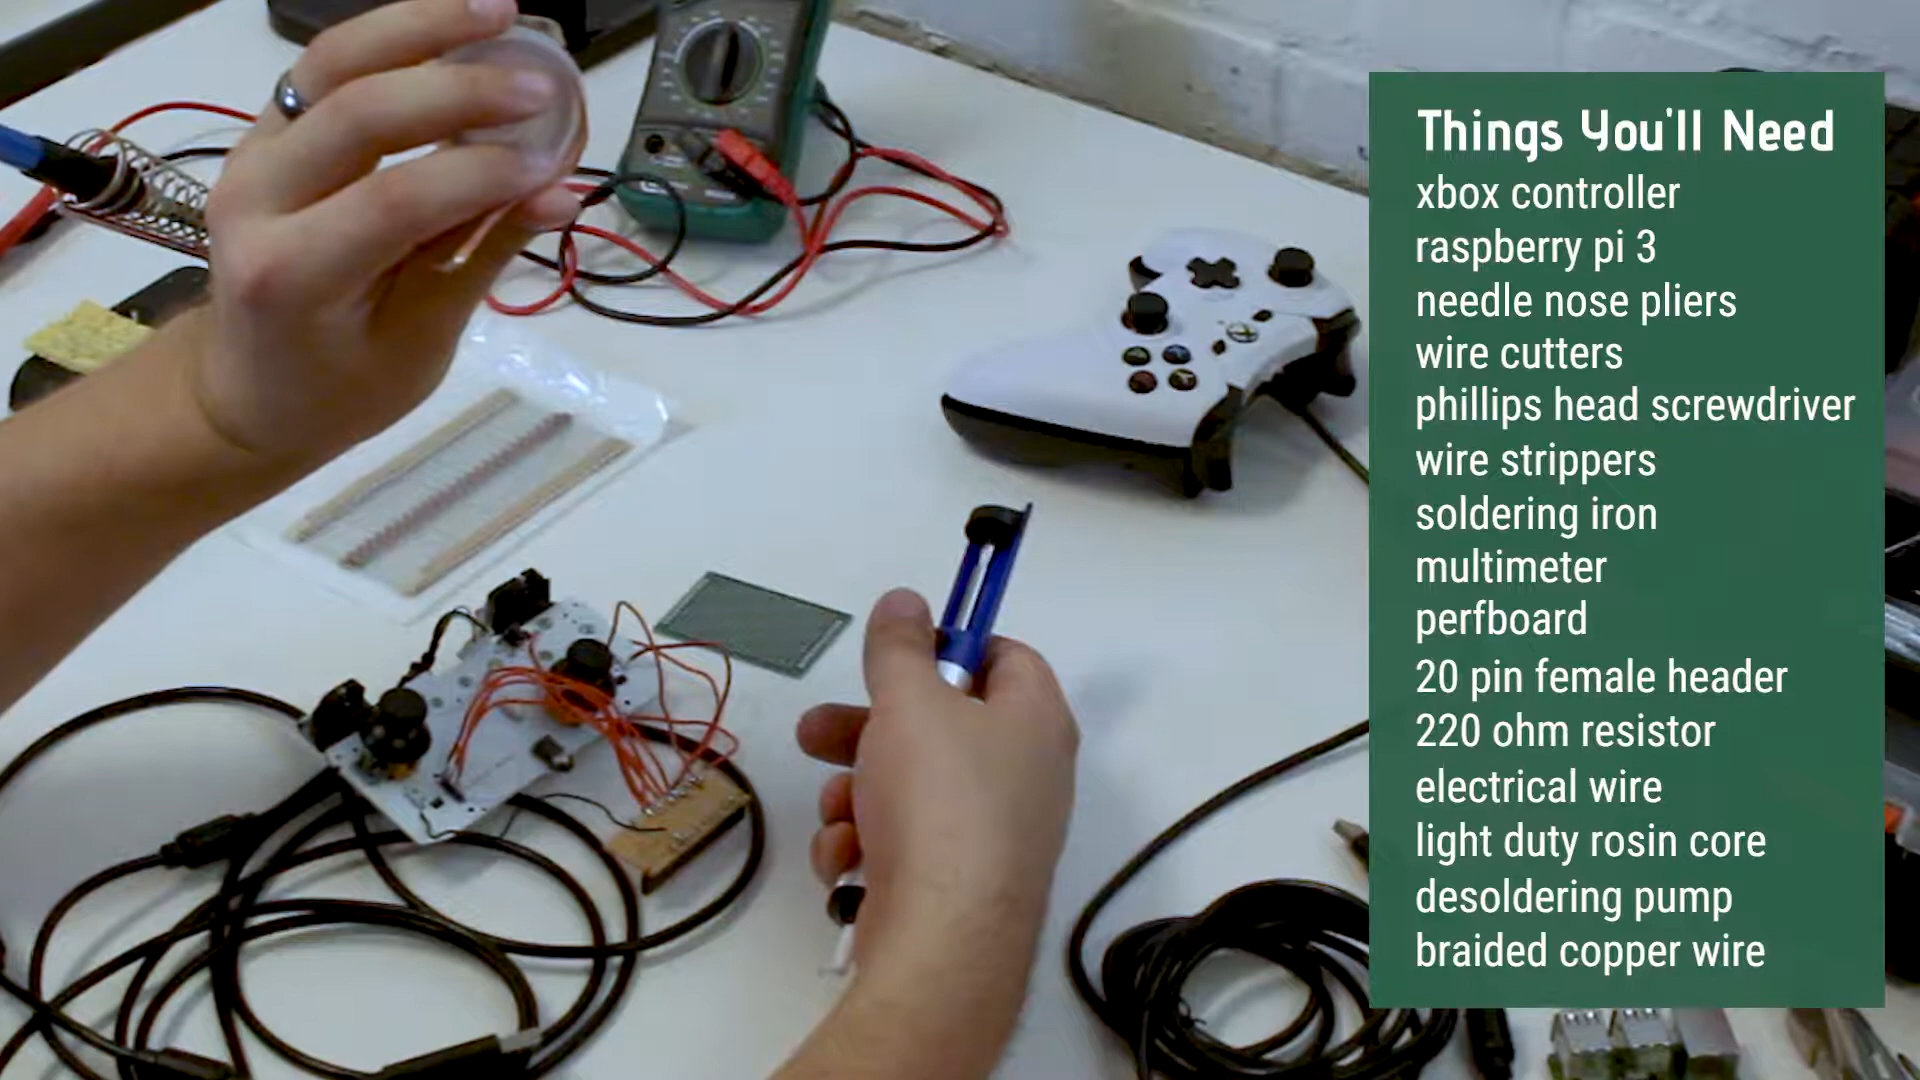 Things You'll Need
xbox controller
raspberry pi 3
needle nose pliers
wire cutters
phillips head screwdriver
wire strippers
soldering iron
multimeter
perfboard
20 pin female header
220 ohm resistor
electrical wire
light duty rosin core
desoldering pump
braided copper wire